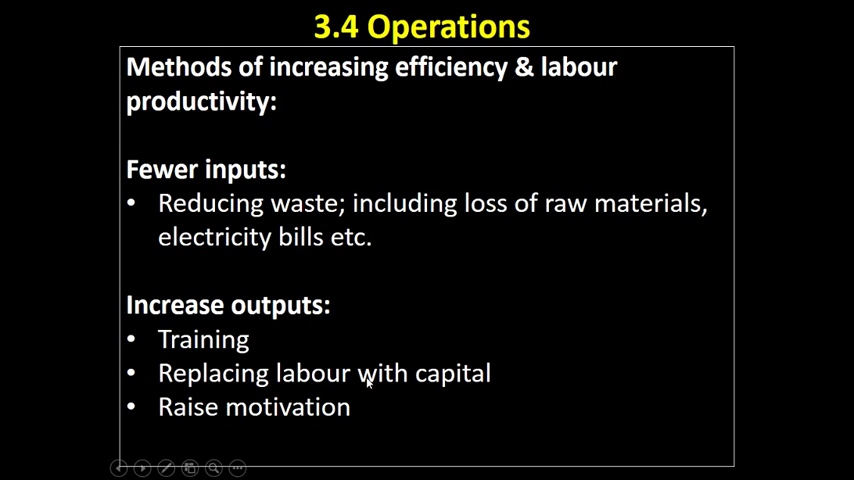 3.4 Operations
Methods of increasing efficiency & labour
productivity:
Fewer inputs:
• Reducing waste; including loss of raw materials,
electricity bills etc.
Increase outputs:
• Training
• Replacing labour with capital
• Raise motivation